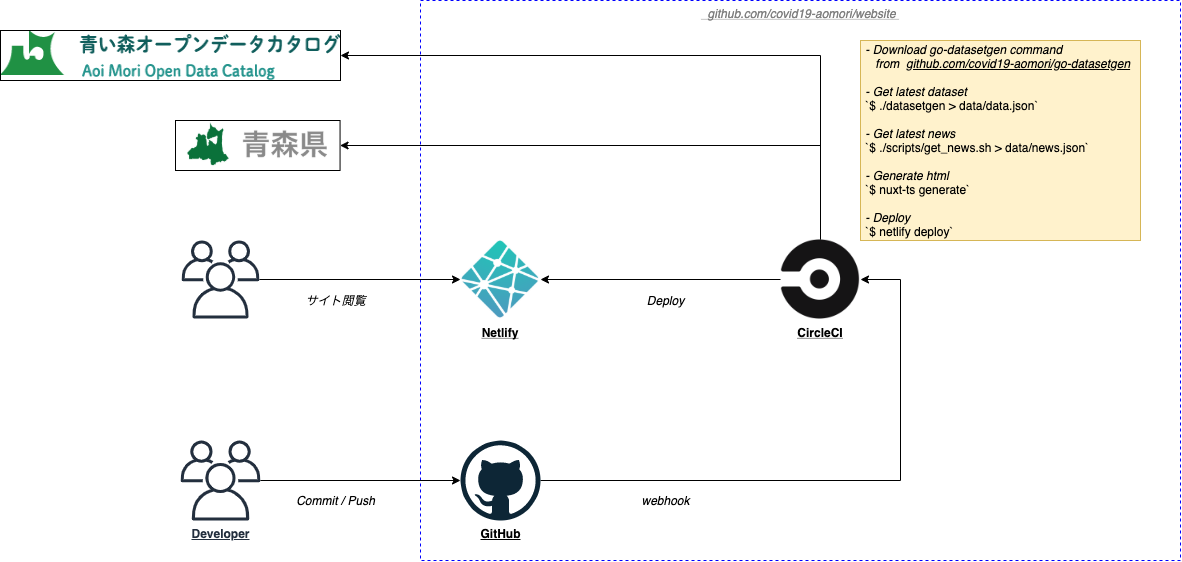 github.com/covid19-aomori/website
青い森オープンデータカタログ
Aoi Mori Open Data Catalog
- Download go-datasetgen command
from github.com/covid19-aomori/go-datasetgen
- Get latest dataset
`$ ./datasetgen > data/data.json`
- Get latest news
`$ ./scripts/get_news.sh > data/news.json`
- Generate html
`$ nuxt-ts generate`
- Deploy
`$ netlify deploy`
青森県
サイト閲覧
Deploy
Netlify
CircleCI
Commit / Push
webhook
Developer
GitHub